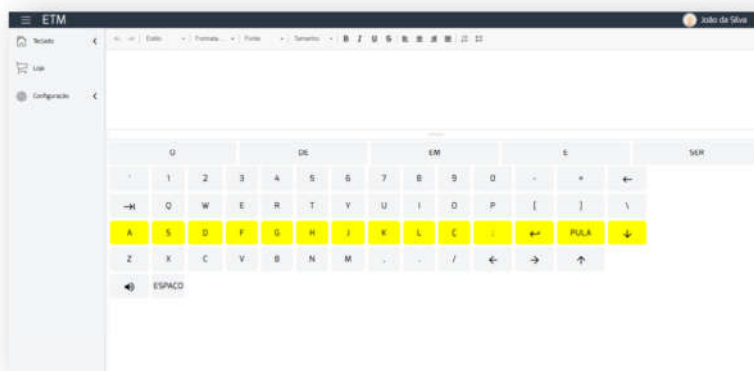 ETM João da Silva
Teclado
Estilo Formata... Fonte Tamanho B I U S
Loja
Configuração
O DE EM E SER
' 1 2 3 4 5 6 7 8 9 0 - + ←
Q W E R T Y U I O P [ ] \
A S D F G H J K L Ç ; ↵ PULA ↓
Z X C V B N M , . / ← → ↑
ESPAÇO